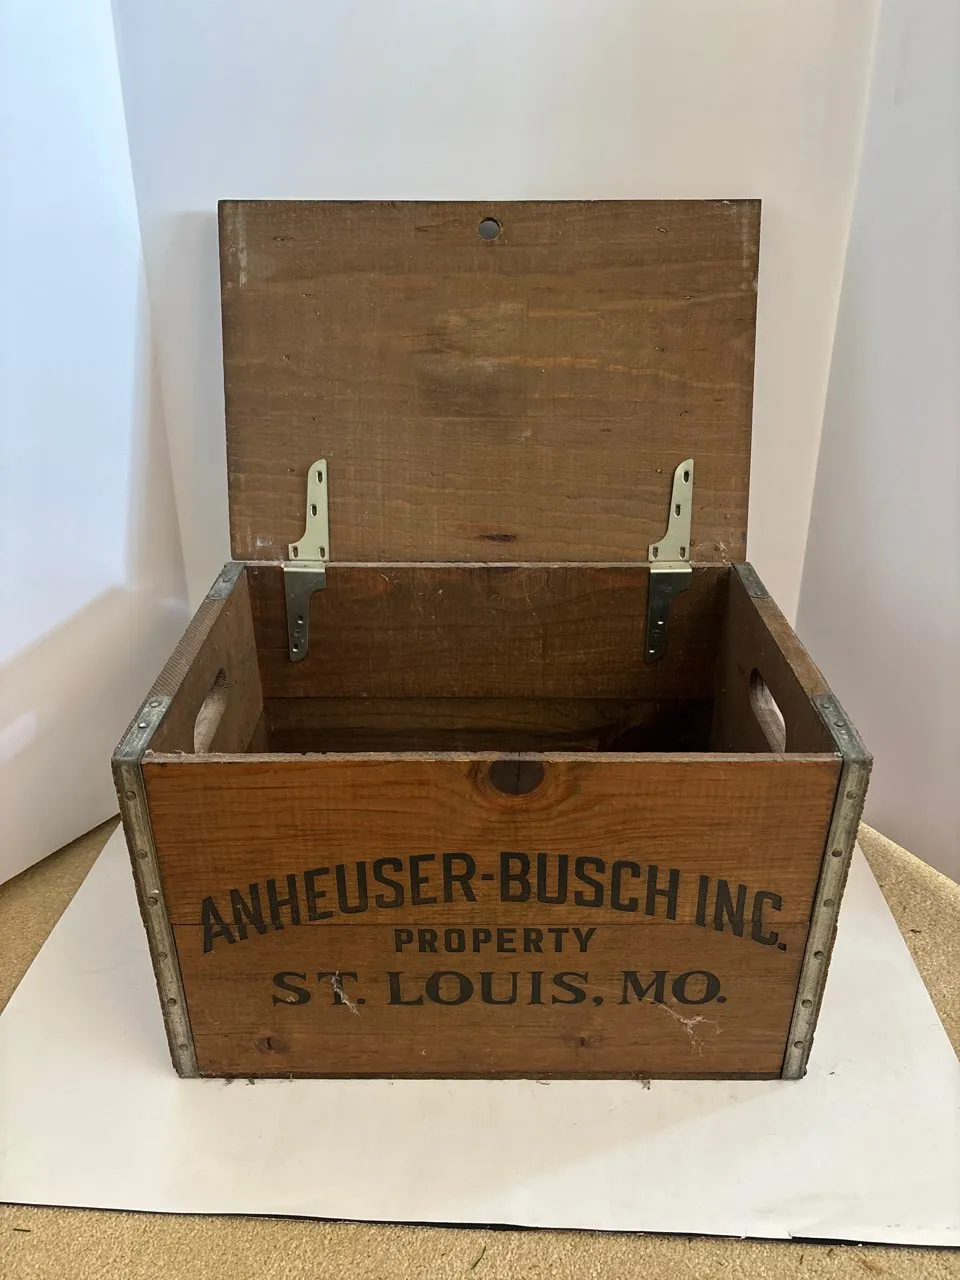 ANHEUSER-BUSCH INC.
PROPERTY
ST. LOUIS, MO.